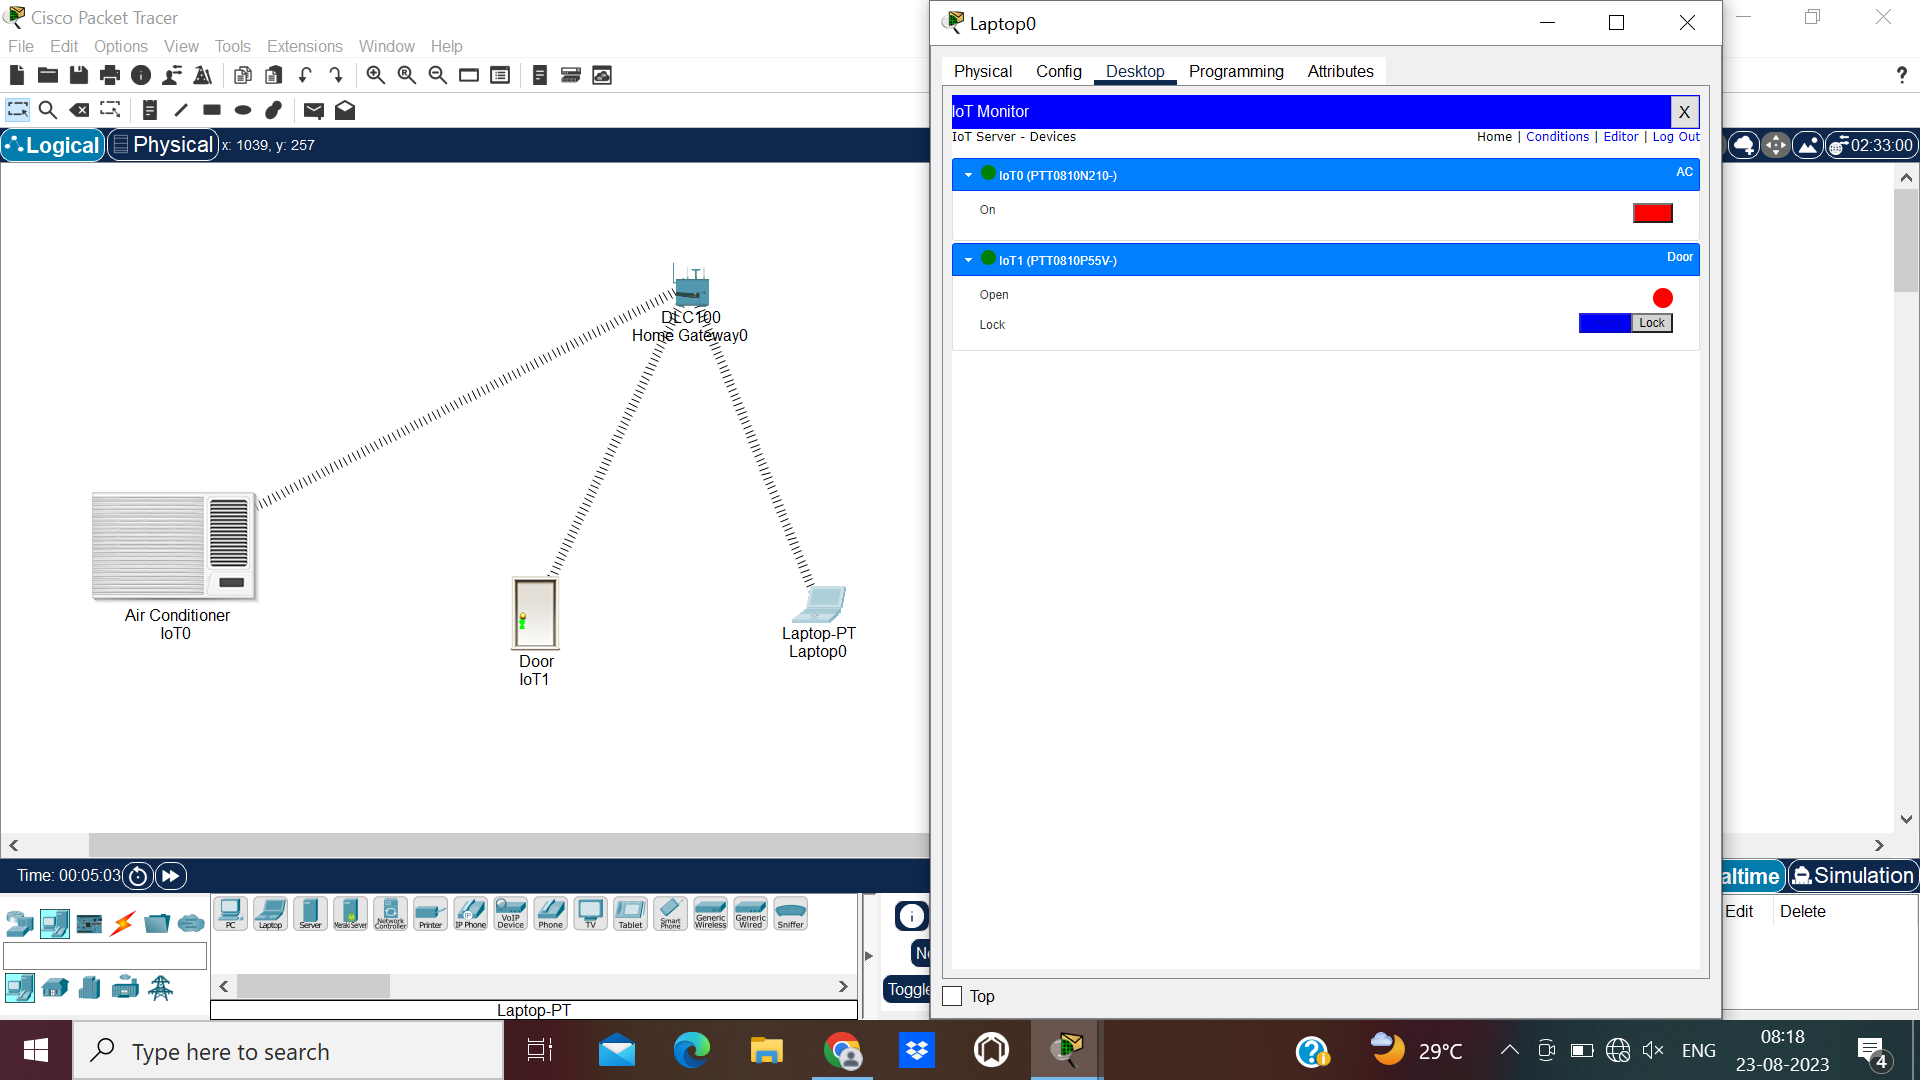 Cisco Packet Tracer
File Edit Options View Tools Extensions Window Help
Logical Physical x: 1039, y: 257
02:33:00
DLC100
Home Gateway0
Air Conditioner
IoT0
Door
IoT1
Laptop-PT
Laptop0
Time: 00:05:03
PC Laptop Server Meraki Server Network Controller Printer IP Phone VoIP Device Phone TV Tablet Smart Phone Generic Wireless Generic Wired Sniffer
Laptop-PT
Toggle
altime Simulation
Edit Delete
Laptop0
Physical Config Desktop Programming Attributes
IoT Monitor X
IoT Server - Devices Home | Conditions | Editor | Log Out
IoT0 (PTT0810N210-) AC
On
IoT1 (PTT0810P55V-) Door
Open
Lock Lock
Top
Type here to search
29°C
ENG
08:18
23-08-2023
4